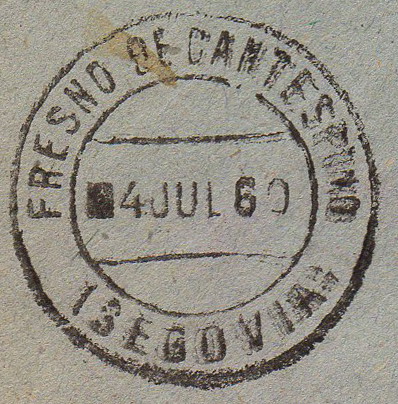 FRESNO DE CANTESPINO
4 JUL 60
(SEGOVIA)